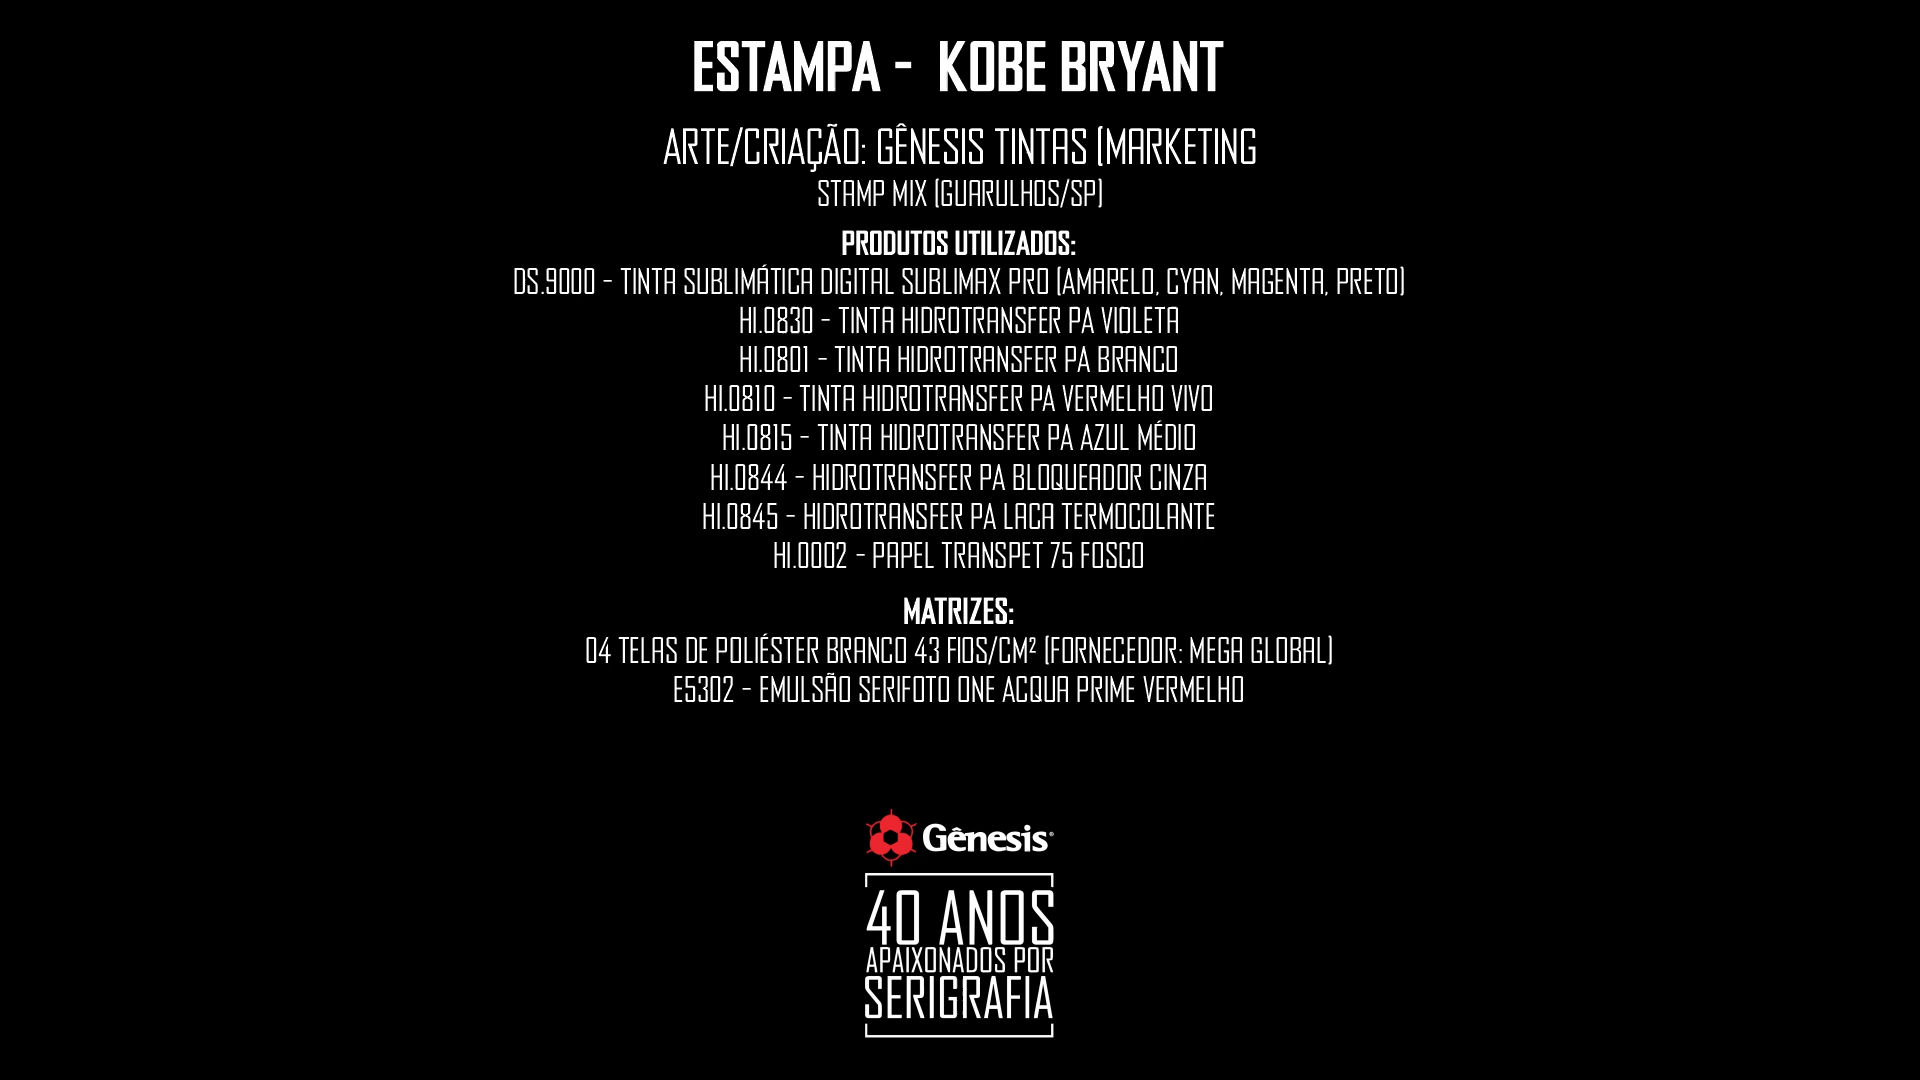 ESTAMPA - KOBE BRYANT
ARTE/CRIAÇÃO: GÊNESIS TINTAS (MARKETING
STAMP MIX (GUARULHOS/SP)
PRODUTOS UTILIZADOS:
DS.9000 - TINTA SUBLIMÁTICA DIGITAL SUBLIMAX PRO (AMARELO, CYAN, MAGENTA, PRETO)
HI.0830 - TINTA HIDROTRANSFER PA VIOLETA
HI.0801 - TINTA HIDROTRANSFER PA BRANCO
HI.0810 - TINTA HIDROTRANSFER PA VERMELHO VIVO
HI.0815 - TINTA HIDROTRANSFER PA AZUL MÉDIO
HI.0844 - HIDROTRANSFER PA BLOQUEADOR CINZA
HI.0845 - HIDROTRANSFER PA LACA TERMOCOLANTE
HI.0002 - PAPEL TRANSPET 75 FOSCO
MATRIZES:
04 TELAS DE POLIÉSTER BRANCO 43 FIOS/CM² (FORNECEDOR: MEGA GLOBAL)
E5302 - EMULSÃO SERIFOTO ONE ACQUA PRIME VERMELHO
Gênesis®
40 ANOS
APAIXONADOS POR
SERIGRAFIA